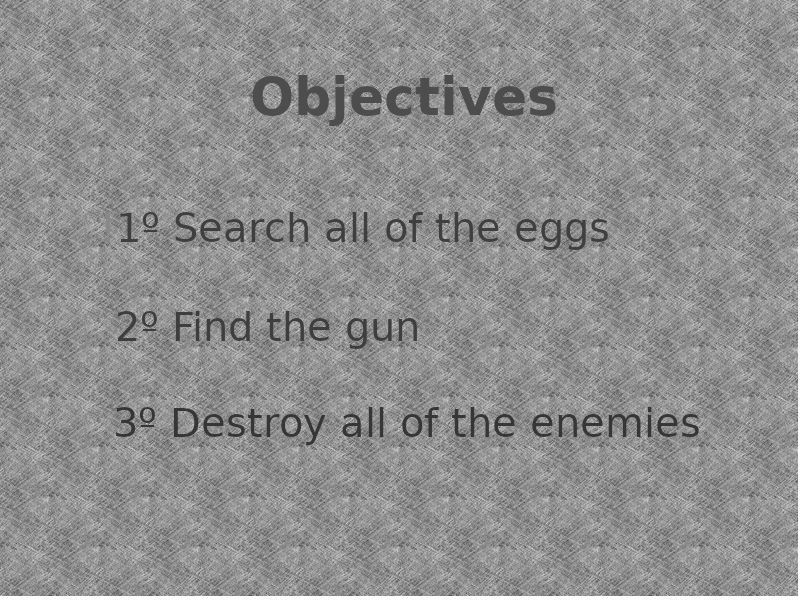 Objectives
1º Search all of the eggs
2º Find the gun
3º Destroy all of the enemies